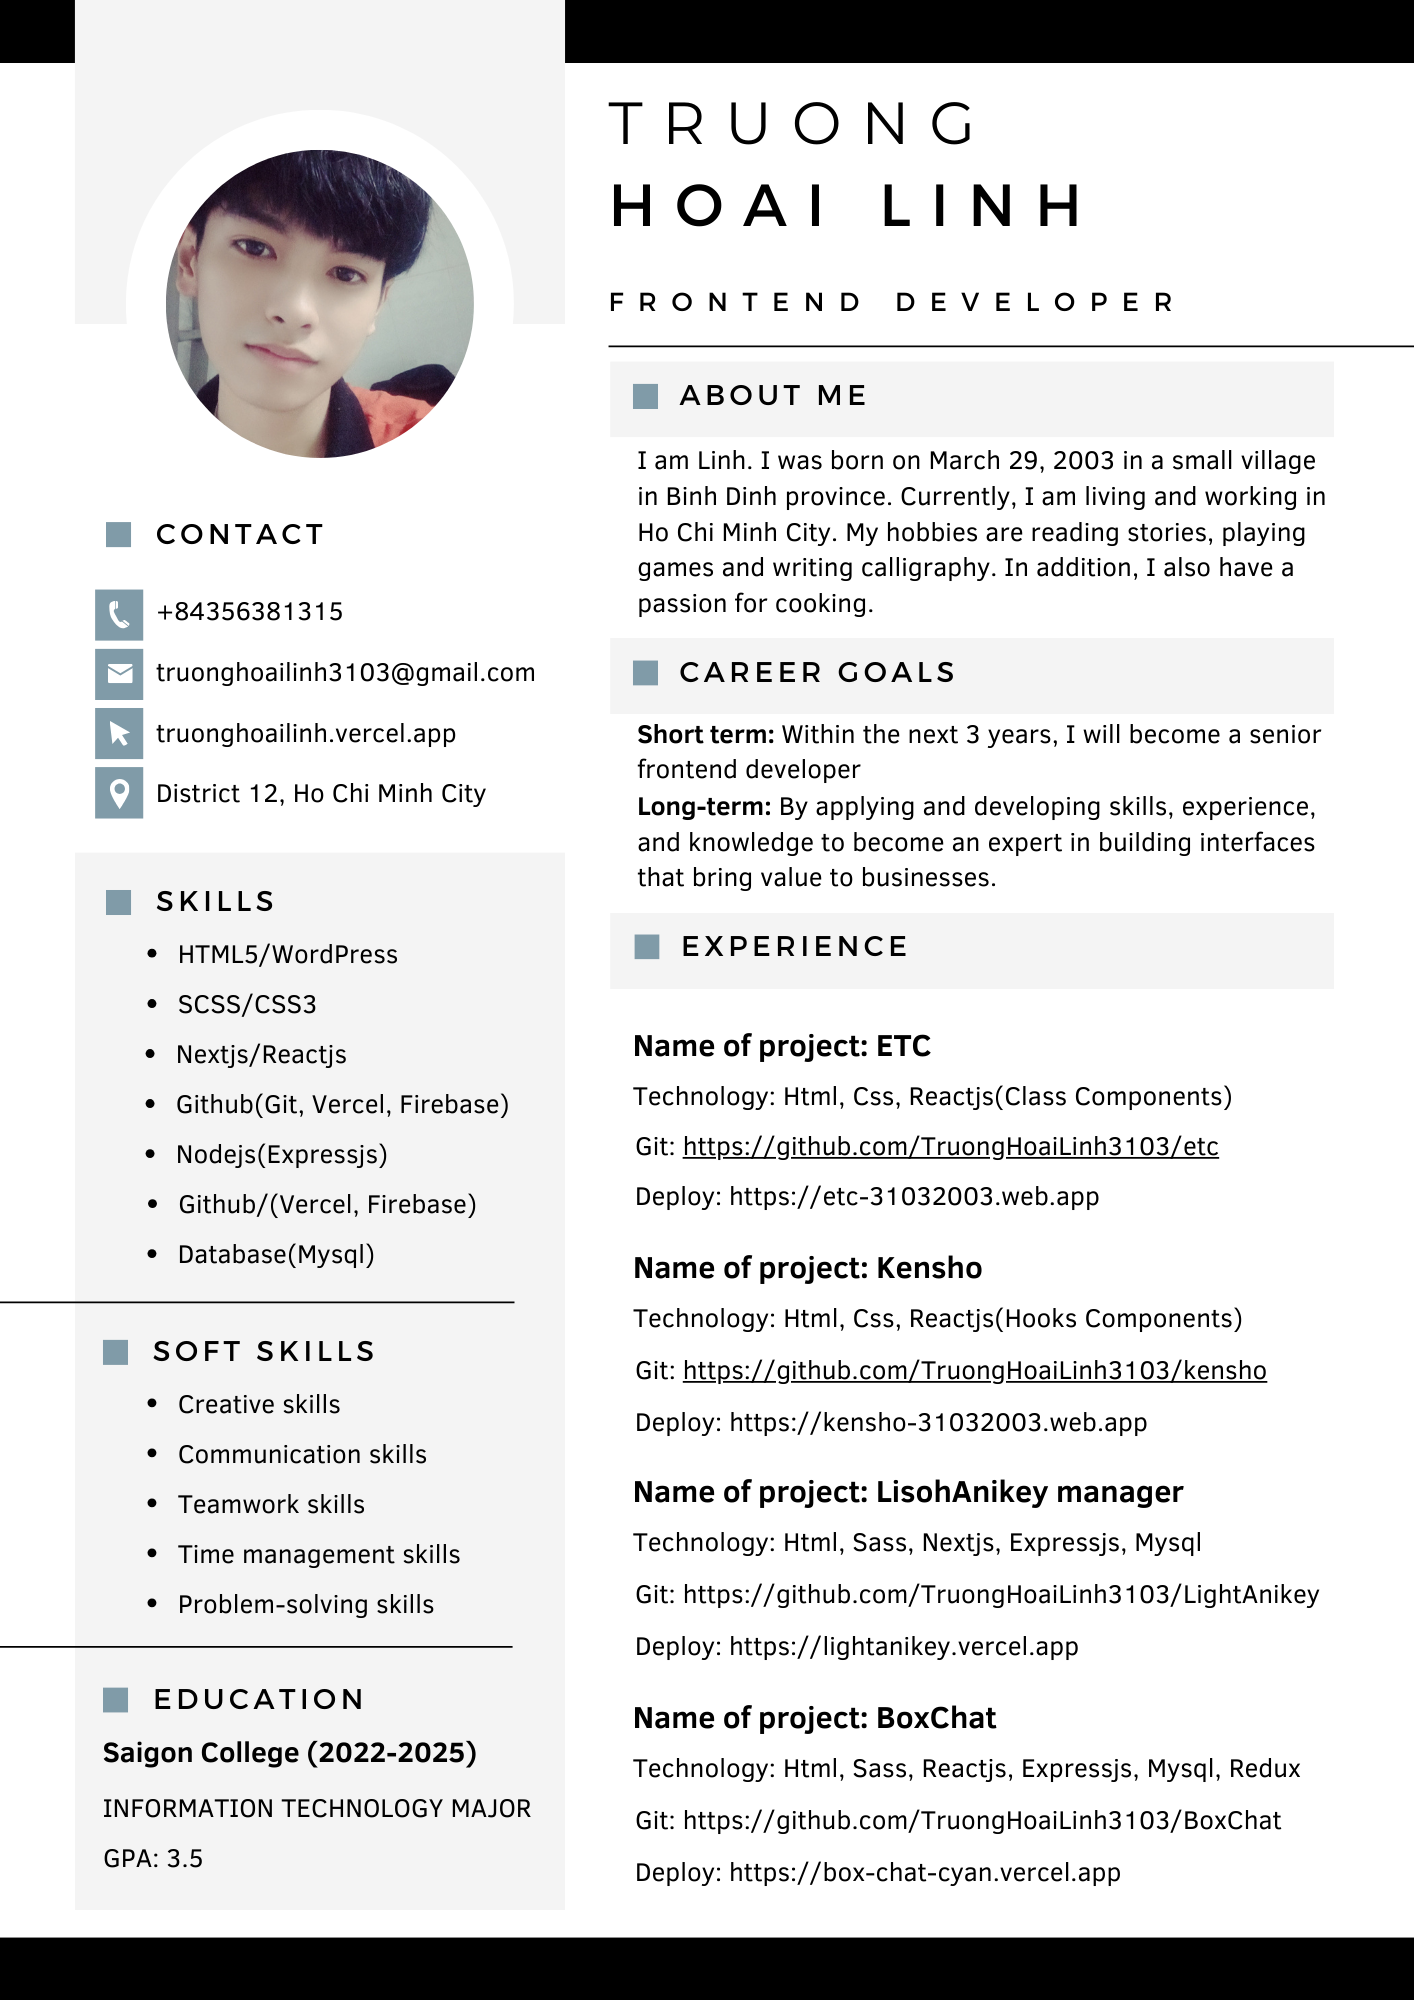 TRUONG
HOAI LINH
FRONTEND DEVELOPER
CONTACT
+84356381315
truonghoailinh3103@gmail.com
truonghoailinh.vercel.app
District 12, Ho Chi Minh City
SKILLS
• HTML5/WordPress
• SCSS/CSS3
• Nextjs/Reactjs
• Github(Git, Vercel, Firebase)
• Nodejs(Expressjs)
• Github/(Vercel, Firebase)
• Database(Mysql)
SOFT SKILLS
• Creative skills
• Communication skills
• Teamwork skills
• Time management skills
• Problem-solving skills
EDUCATION
Saigon College (2022-2025)
INFORMATION TECHNOLOGY MAJOR
GPA: 3.5
ABOUT ME
I am Linh. I was born on March 29, 2003 in a small village
in Binh Dinh province. Currently, I am living and working in
Ho Chi Minh City. My hobbies are reading stories, playing
games and writing calligraphy. In addition, I also have a
passion for cooking.
CAREER GOALS
Short term: Within the next 3 years, I will become a senior
frontend developer
Long-term: By applying and developing skills, experience,
and knowledge to become an expert in building interfaces
that bring value to businesses.
EXPERIENCE
Name of project: ETC
Technology: Html, Css, Reactjs(Class Components)
Git: https://github.com/TruongHoaiLinh3103/etc
Deploy: https://etc-31032003.web.app
Name of project: Kensho
Technology: Html, Css, Reactjs(Hooks Components)
Git: https://github.com/TruongHoaiLinh3103/kensho
Deploy: https://kensho-31032003.web.app
Name of project: LisohAnikey manager
Technology: Html, Sass, Nextjs, Expressjs, Mysql
Git: https://github.com/TruongHoaiLinh3103/LightAnikey
Deploy: https://lightanikey.vercel.app
Name of project: BoxChat
Technology: Html, Sass, Reactjs, Expressjs, Mysql, Redux
Git: https://github.com/TruongHoaiLinh3103/BoxChat
Deploy: https://box-chat-cyan.vercel.app